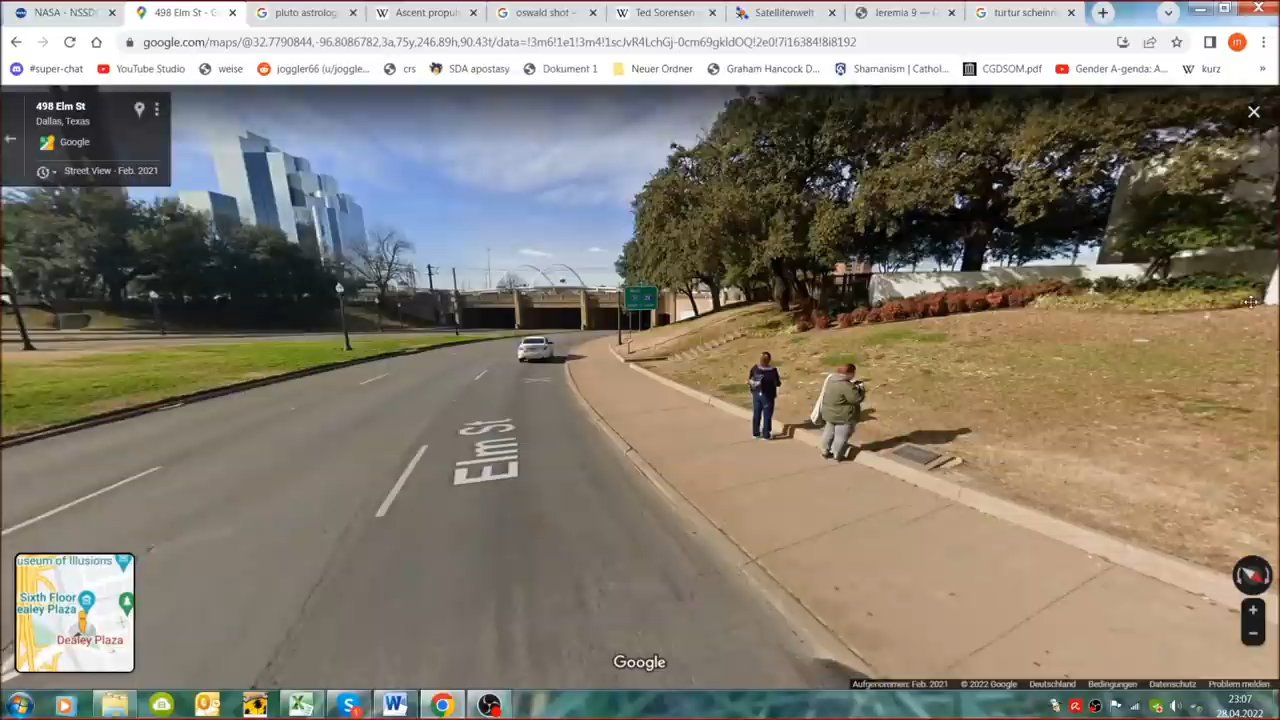 NASA - NSSD
498 Elm St - G
pluto astrolog
Ascent propul
oswald shot -
Ted Sorensen
Satellitenwelt
Jeremia 9 —
turtur scheinr
google.com/maps/@32.7790844,-96.8086782,3a,75y,246.89h,90.43t/data=!3m6!1e1!3m4!1scJvR4LchGj-0cm69gkldOQ!2e0!7i16384!8i8192
m
#super-chat
YouTube Studio
weise
joggler66 (u/joggle...
crs
SDA apostasy
Dokument 1
Neuer Ordner
Graham Hancock D...
Shamanism | Cathol...
CGDSOM.pdf
Gender A-genda: A...
kurz
»
498 Elm St
Dallas, Texas
Google
Street View · Feb. 2021
Elm St
useum of Illusions
Sixth Floor
ealey Plaza
Dealey Plaza
Google
Aufgenommen: Feb. 2021
© 2022 Google
Deutschland
Bedingungen
Datenschutz
Problem melden
23:07
28.04.2022